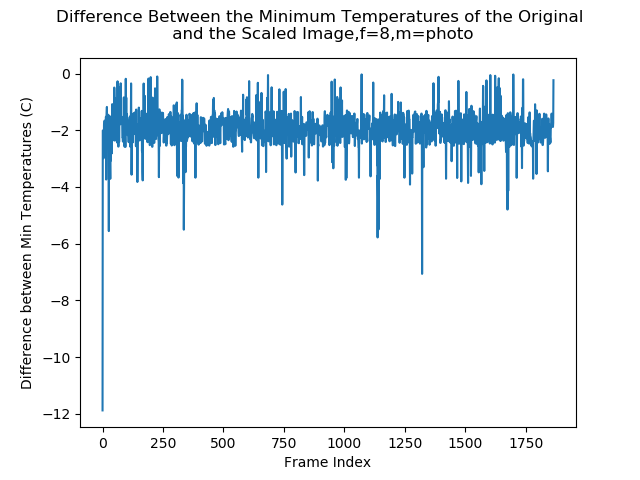 Difference Between the Minimum Temperatures of the Original
and the Scaled Image,f=8,m=photo
0
−2
−4
−6
−8
−10
−12
Difference between Min Temperatures (C)
0 250 500 750 1000 1250 1500 1750
Frame Index